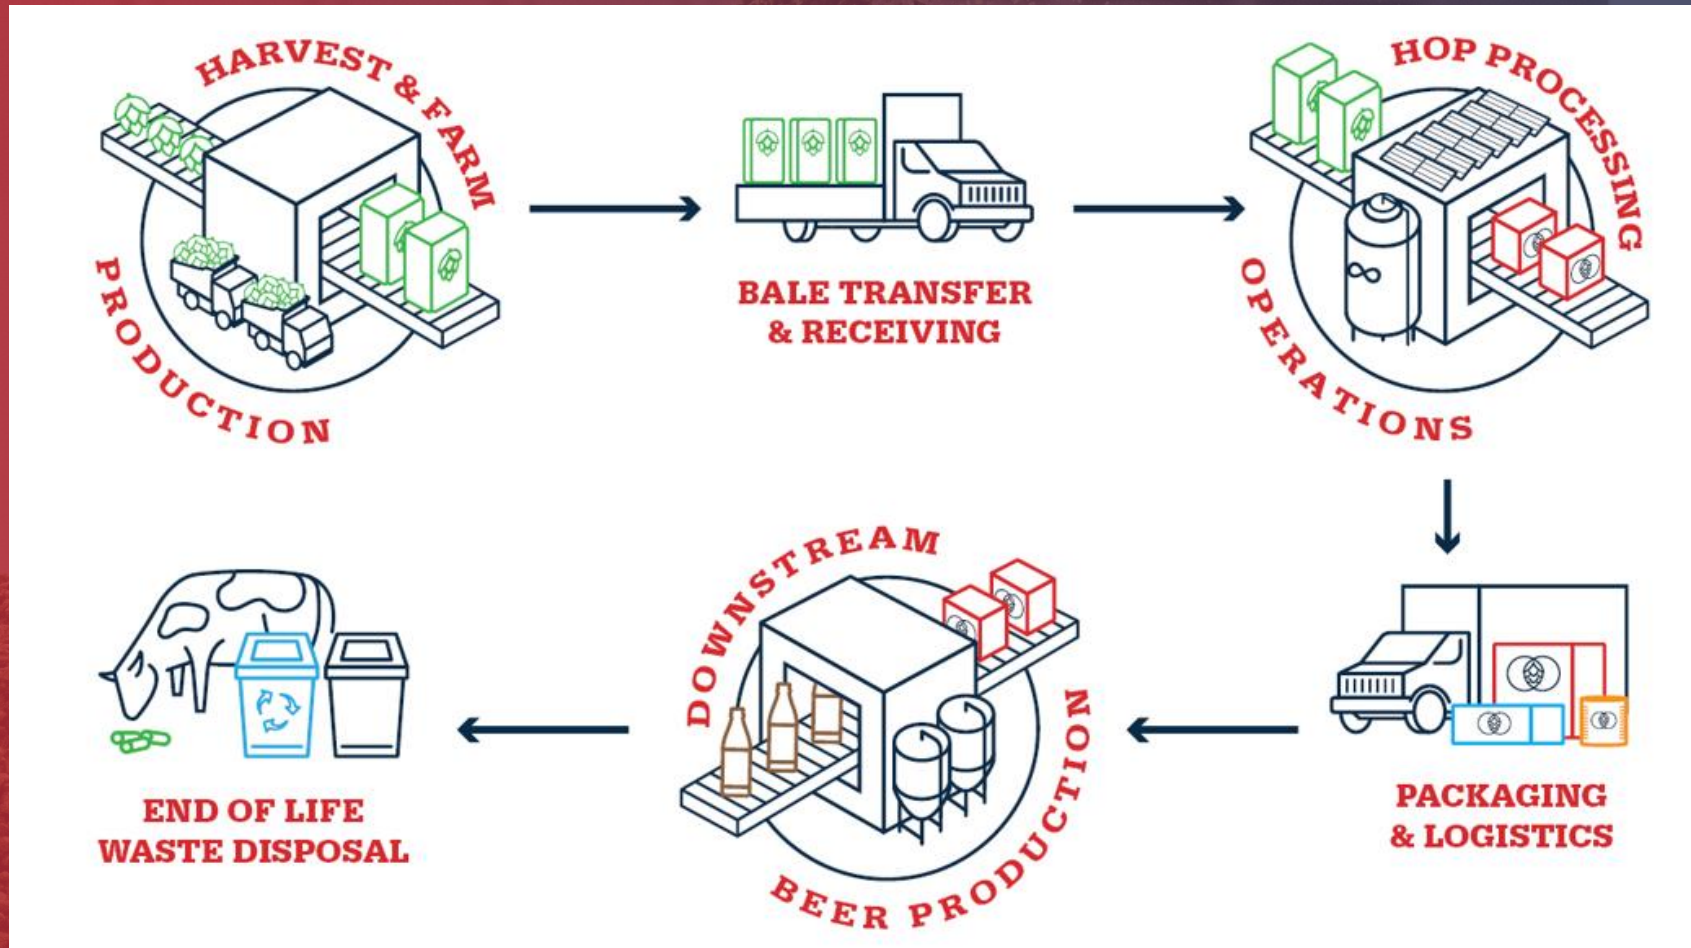 HARVEST & FARM
PRODUCTION
BALE TRANSFER
& RECEIVING
HOP PROCESSING
OPERATIONS
PACKAGING
& LOGISTICS
DOWNSTREAM
BEER PRODUCTION
END OF LIFE
WASTE DISPOSAL